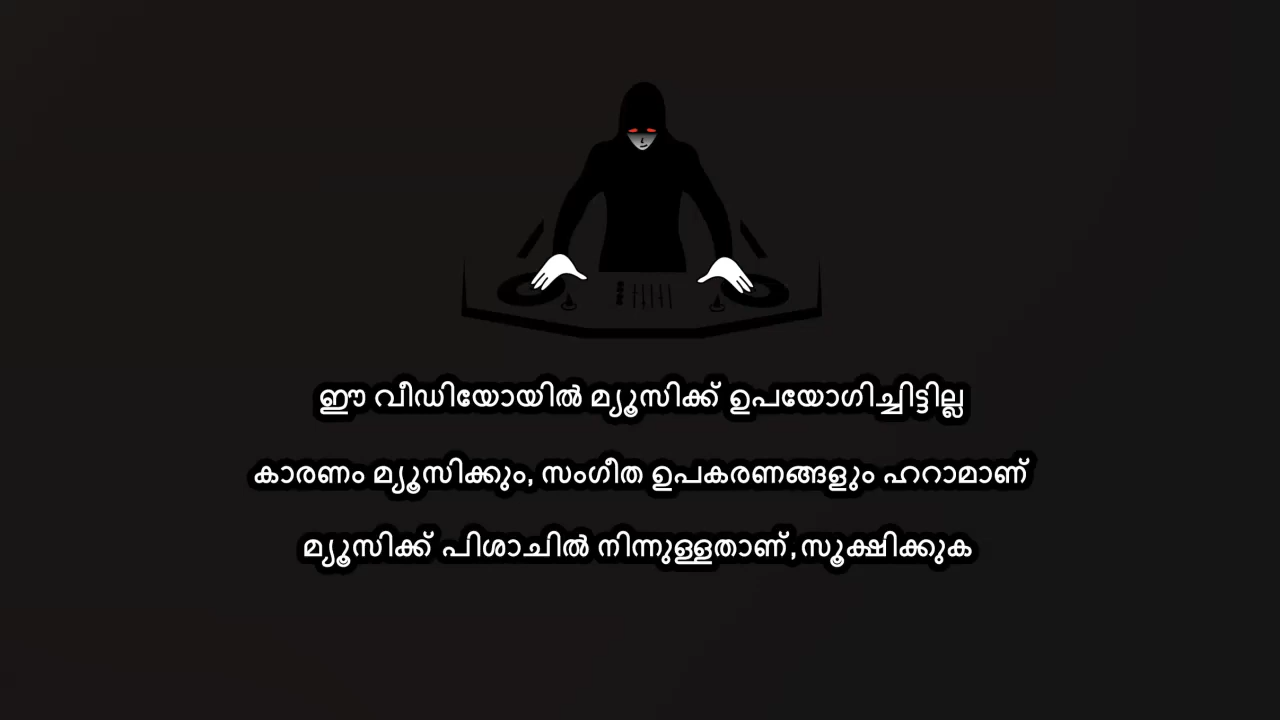 ഈ വീഡിയോയിൽ മ്യൂസിക്ക് ഉപയോഗിച്ചിട്ടില്ല
കാരണം മ്യൂസിക്കും, സംഗീത ഉപകരണങ്ങളും ഹറാമാണ്
മ്യൂസിക്ക് പിശാചിൽ നിന്നുള്ളതാണ്,സൂക്ഷിക്കുക